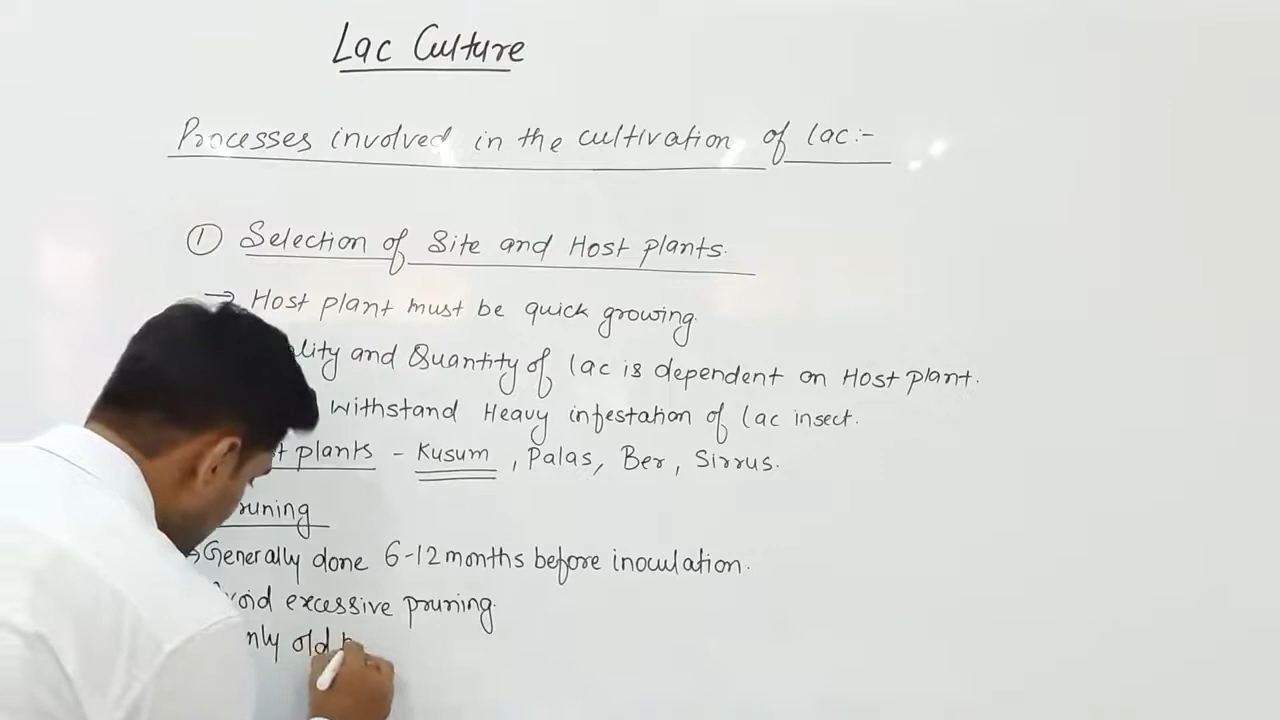 Lac Culture
Processes involved in the cultivation of lac:-
① Selection of Site and Host plants.
→ Host plant must be quick growing.
and Quantity of lac is dependent on Host plant.
withstand Heavy infestation of lac insect.
plants - Kusum, Palas, Ber, Sirrus.
runing
→ Generally done 6-12 months before inoculation.
void excessive pruning.
nly old